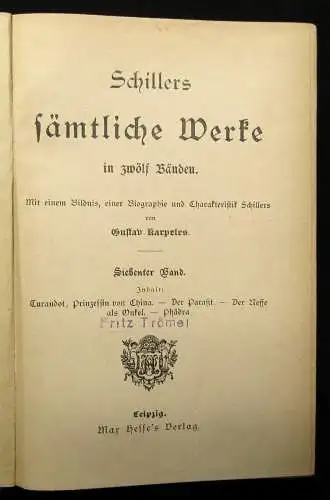 Schillers
sämtliche Werke
in zwölf Bänden.
Mit einem Bildnis, einer Biographie und Charakteristik Schillers
von
Gustav Karpeles.
Siebenter Band.
Inhalt:
Turandot, Prinzessin von China. — Der Parasit. — Der Neffe
als Onkel. — Phädra.
Fritz Trömel
Leipzig.
Max Hesse's Verlag.